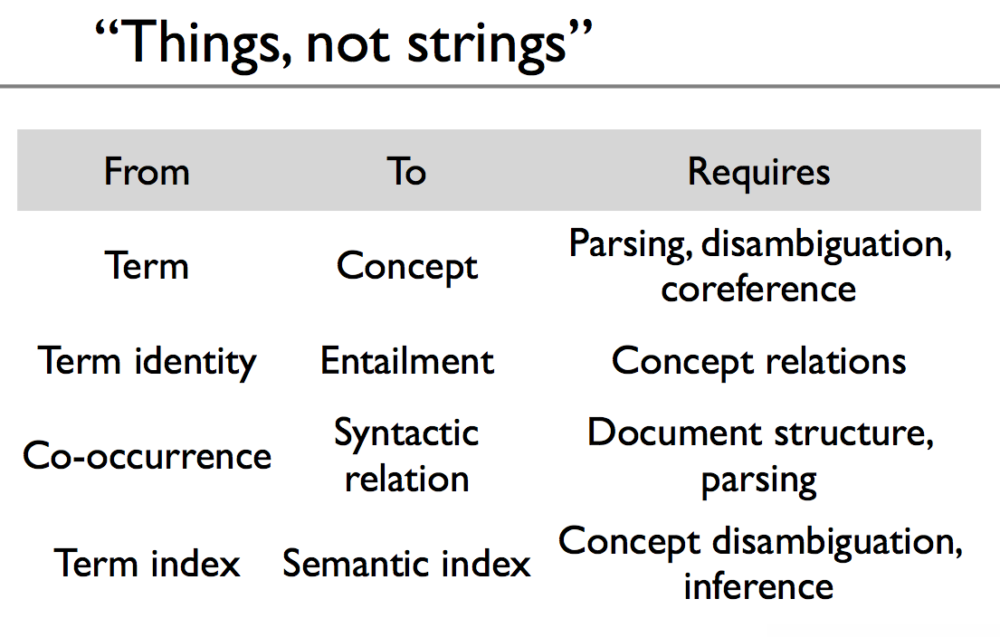 “Things, not strings”
From To Requires
Term Concept Parsing, disambiguation,
coreference
Term identity Entailment Concept relations
Co-occurrence Syntactic
relation Document structure,
parsing
Term index Semantic index Concept disambiguation,
inference